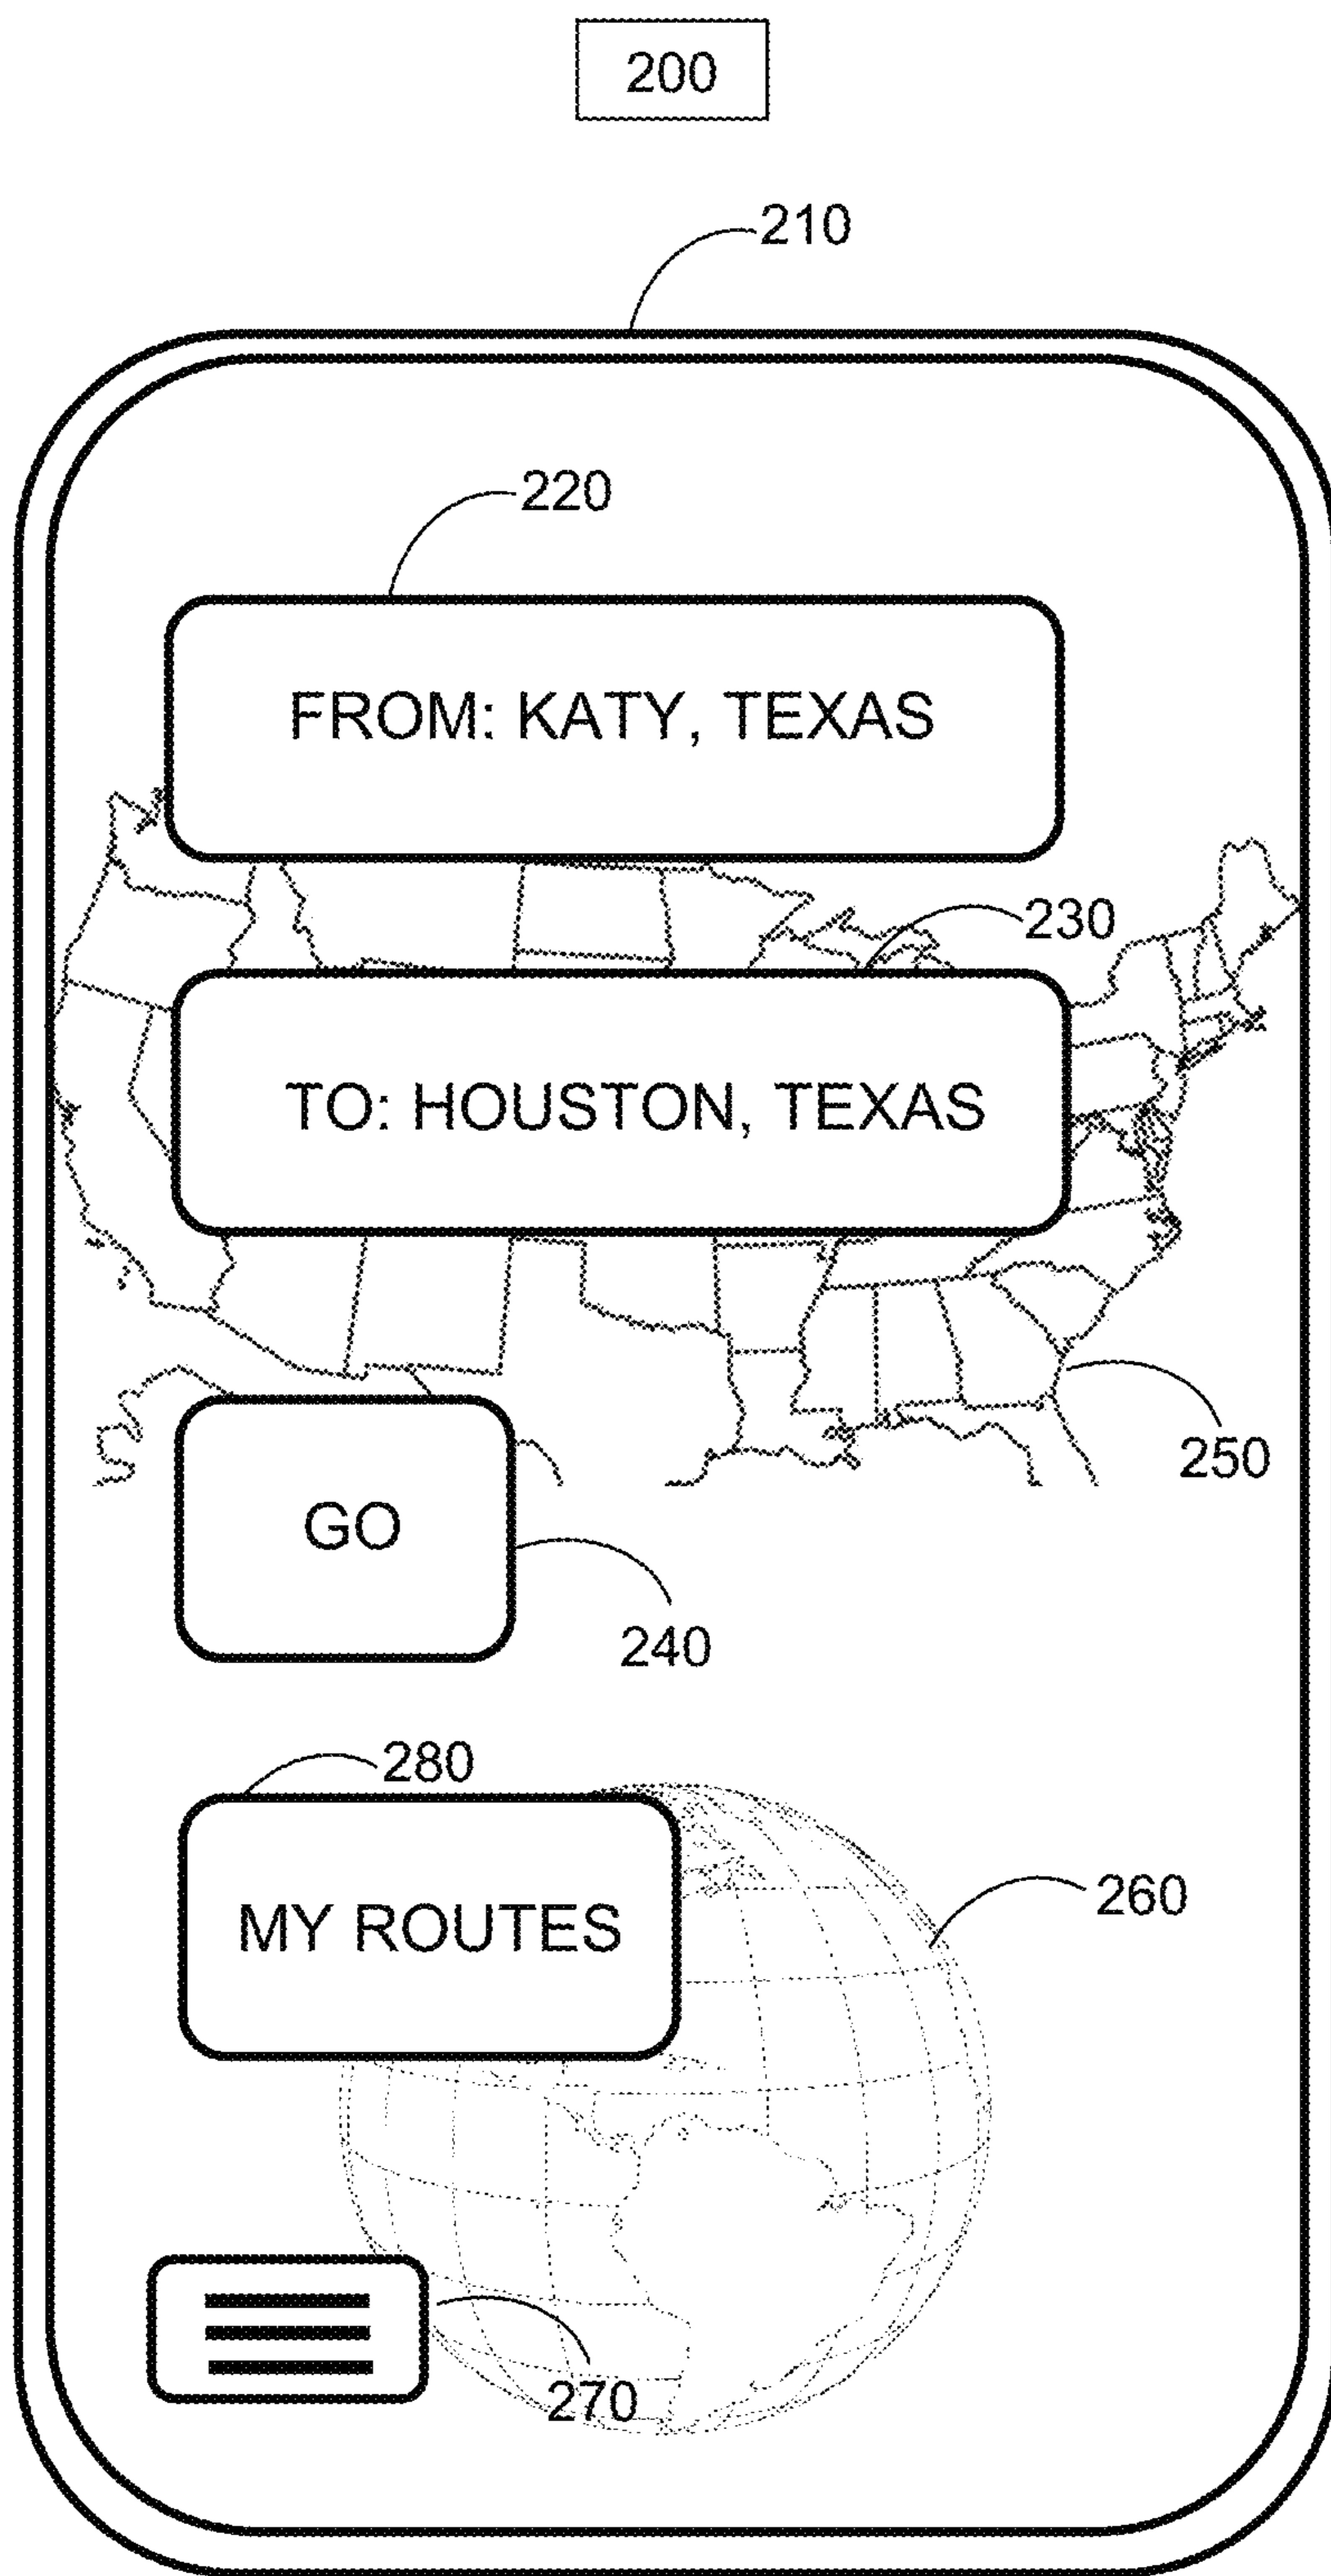 200
210
220
FROM: KATY, TEXAS
230
TO: HOUSTON, TEXAS
250
GO
240
280
MY ROUTES
260
270